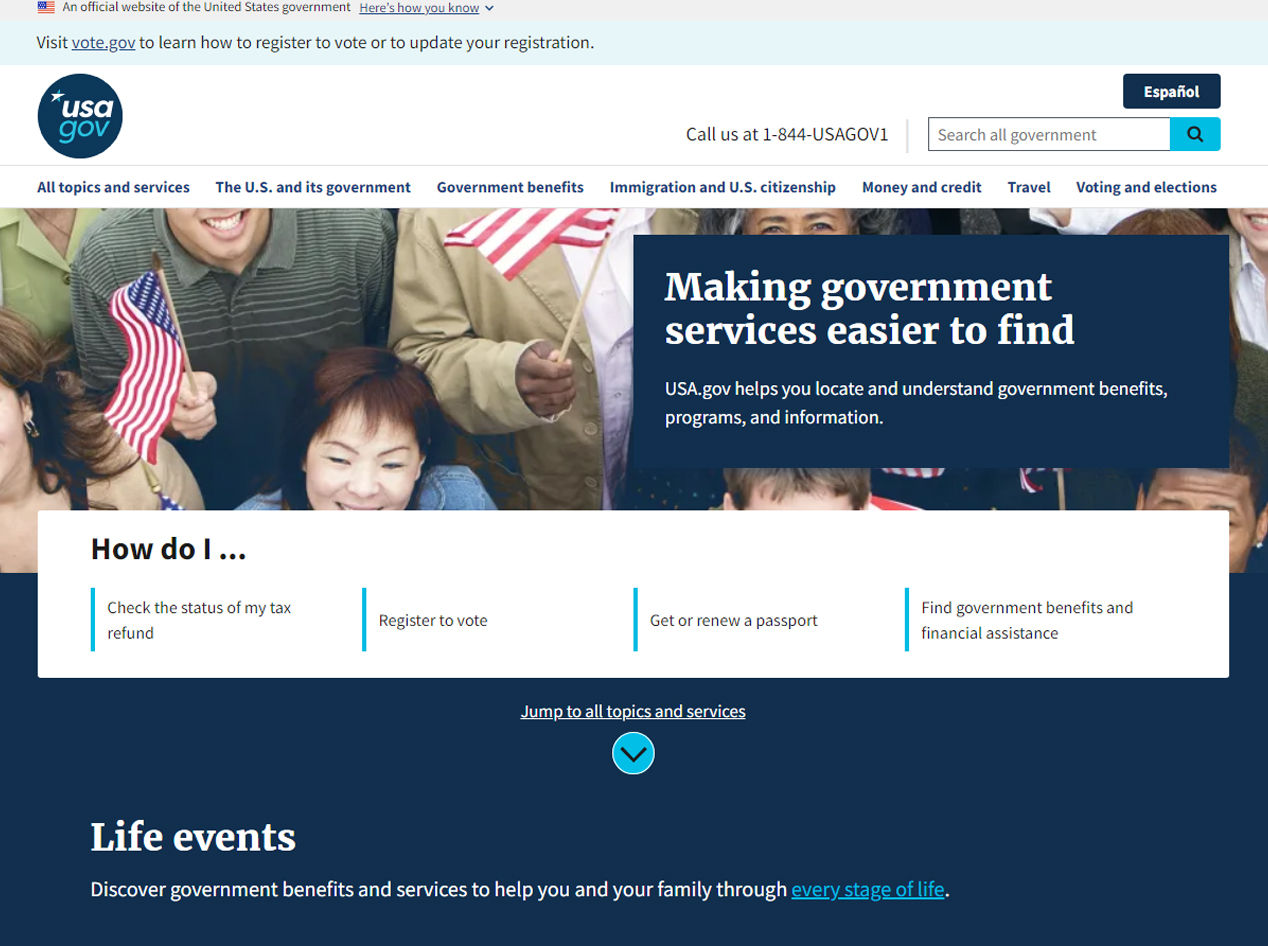 An official website of the United States government Here's how you know
Visit vote.gov to learn how to register to vote or to update your registration.
usa
gov
Español
Call us at 1-844-USAGOV1
Search all government
All topics and services
The U.S. and its government
Government benefits
Immigration and U.S. citizenship
Money and credit
Travel
Voting and elections
Making government
services easier to find
USA.gov helps you locate and understand government benefits,
programs, and information.
How do I ...
Check the status of my tax
refund
Register to vote
Get or renew a passport
Find government benefits and
financial assistance
Jump to all topics and services
Life events
Discover government benefits and services to help you and your family through every stage of life.